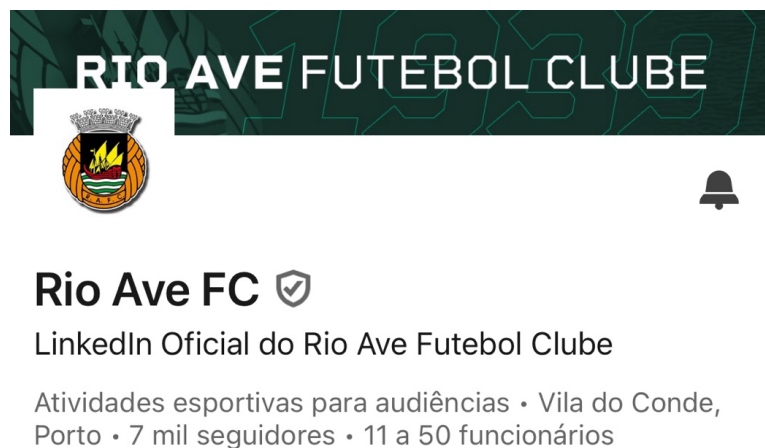 1939
RIO AVE FUTEBOL CLUBE
R.A.F.C.
Rio Ave FC
LinkedIn Oficial do Rio Ave Futebol Clube
Atividades esportivas para audiências • Vila do Conde,
Porto • 7 mil seguidores • 11 a 50 funcionários